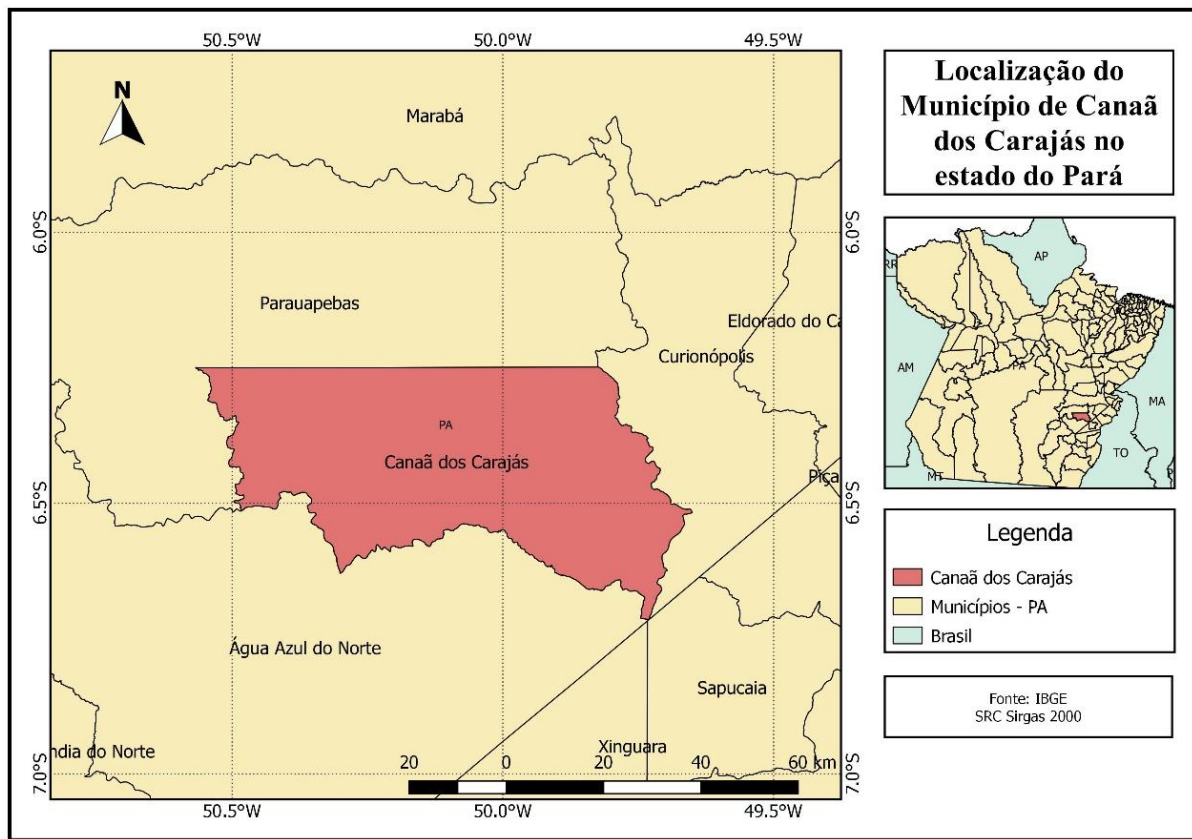 50.5°W 50.0°W 49.5°W
N
Marabá
6.0°S 6.0°S
Parauapebas
Eldorado do Ca
Curionópolis
PA
Canaã dos Carajás
Piça
6.5°S 6.5°S
Água Azul do Norte
Sapucaia
ndia do Norte
Xinguara
20 0 20 40 60 km
7.0°S 7.0°S
50.5°W 50.0°W 49.5°W
Localização do
Município de Canaã
dos Carajás no
estado do Pará
RR
AP
AM
PA
MA
TO
MT
Legenda
Canaã dos Carajás
Municípios - PA
Brasil
Fonte: IBGE
SRC Sirgas 2000